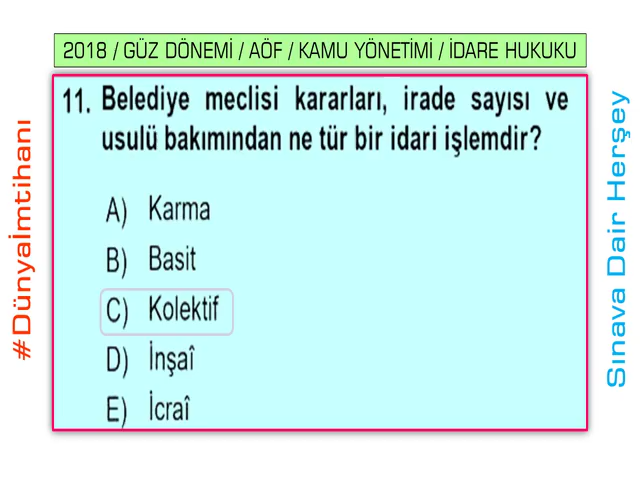 2018 / GÜZ DÖNEMİ / AÖF / KAMU YÖNETİMİ / İDARE HUKUKU
#Dünyaİmtihanı
11. Belediye meclisi kararları, irade sayısı ve
usulü bakımından ne tür bir idari işlemdir?
A) Karma
B) Basit
C) Kolektif
D) İnşaî
E) İcraî
Sınava Dair Herşey